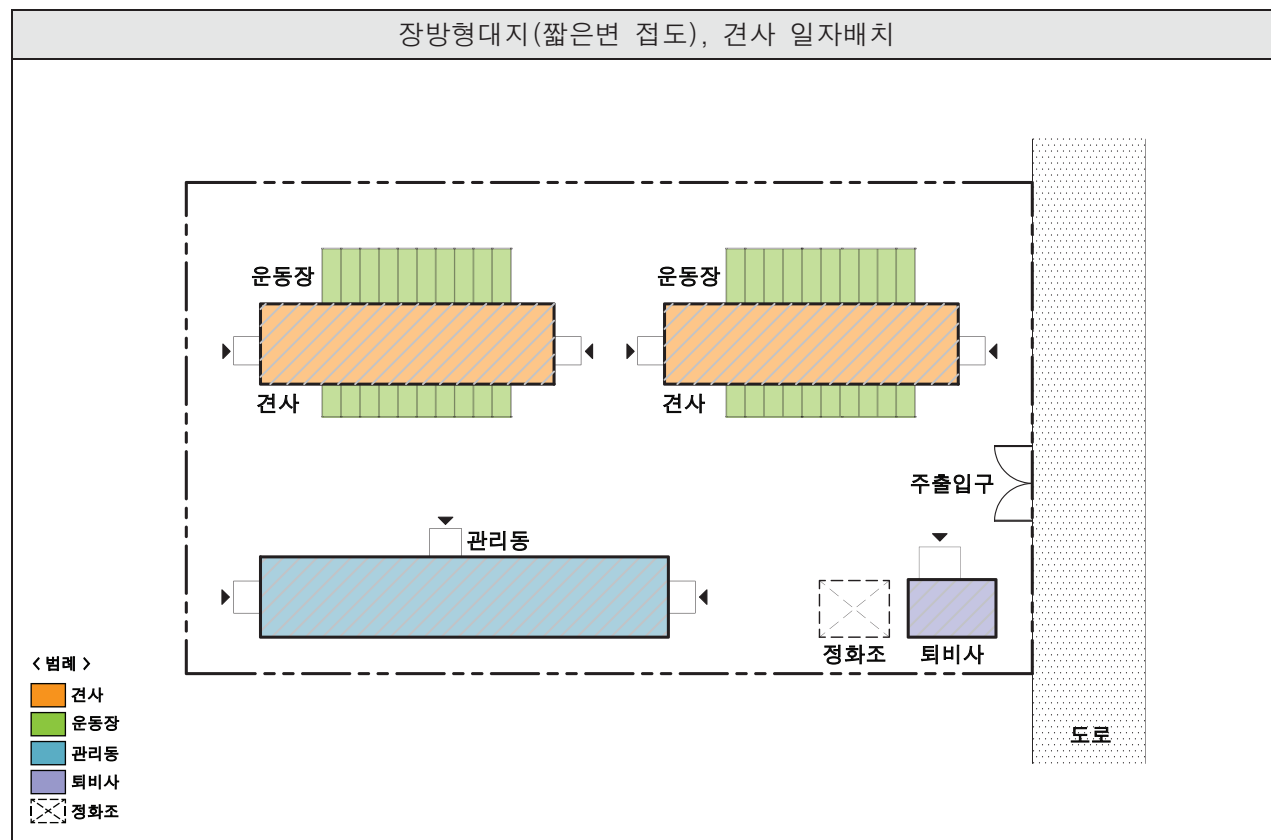 장방형대지(짧은변 접도), 견사 일자배치
운동장
운동장
견사
견사
주출입구
관리동
정화조
퇴비사
도로
< 범례 >
견사
운동장
관리동
퇴비사
정화조